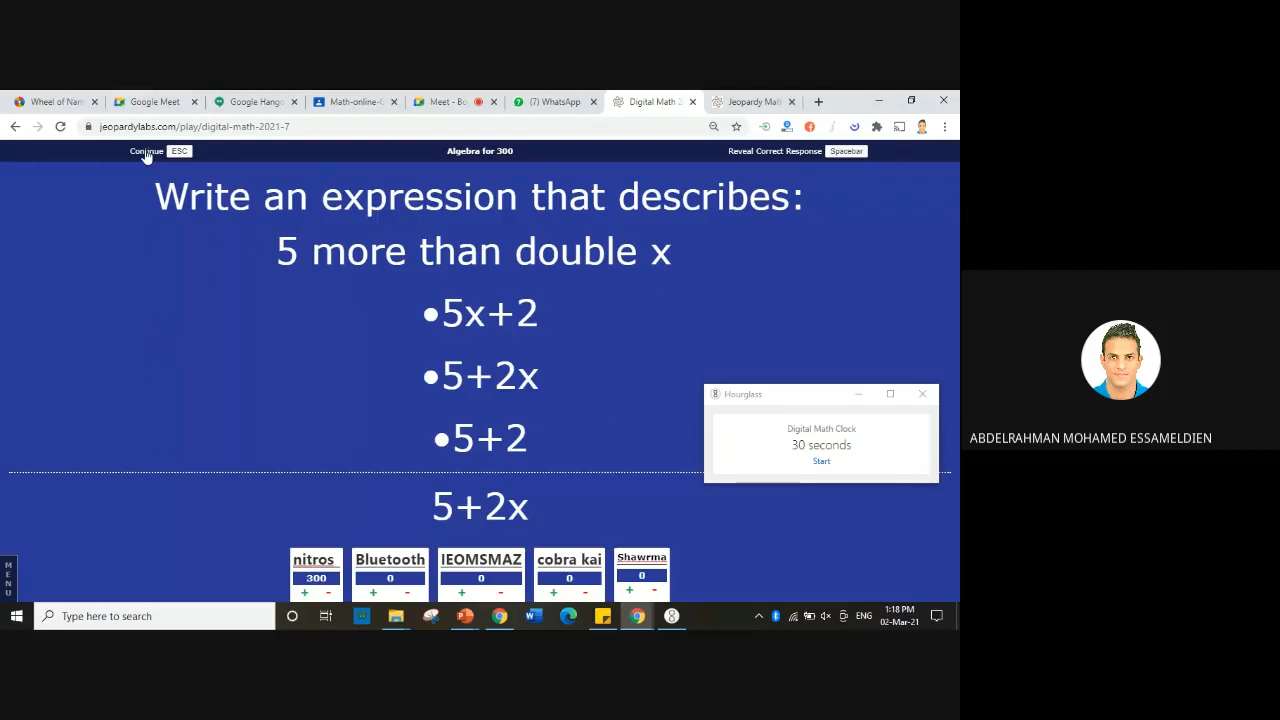 Wheel of Nam
Google Meet
Google Hango
Math-online-G
Meet - Bo
(7) WhatsApp
Digital Math 2
Jeopardy Mat
jeopardylabs.com/play/digital-math-2021-7
Continue ESC
Algebra for 300
Reveal Correct Response Spacebar
Write an expression that describes:
5 more than double x
•5x+2
•5+2x
•5+2
Hourglass
Digital Math Clock
30 seconds
Start
5+2x
nitros Bluetooth IEOMSMAZ cobra kai Shawrma
300 0 0 0 0
+ - + - + - + - + -
MENU
ABDELRAHMAN MOHAMED ESSAMELDIEN
Type here to search
ENG
1:18 PM
02-Mar-21